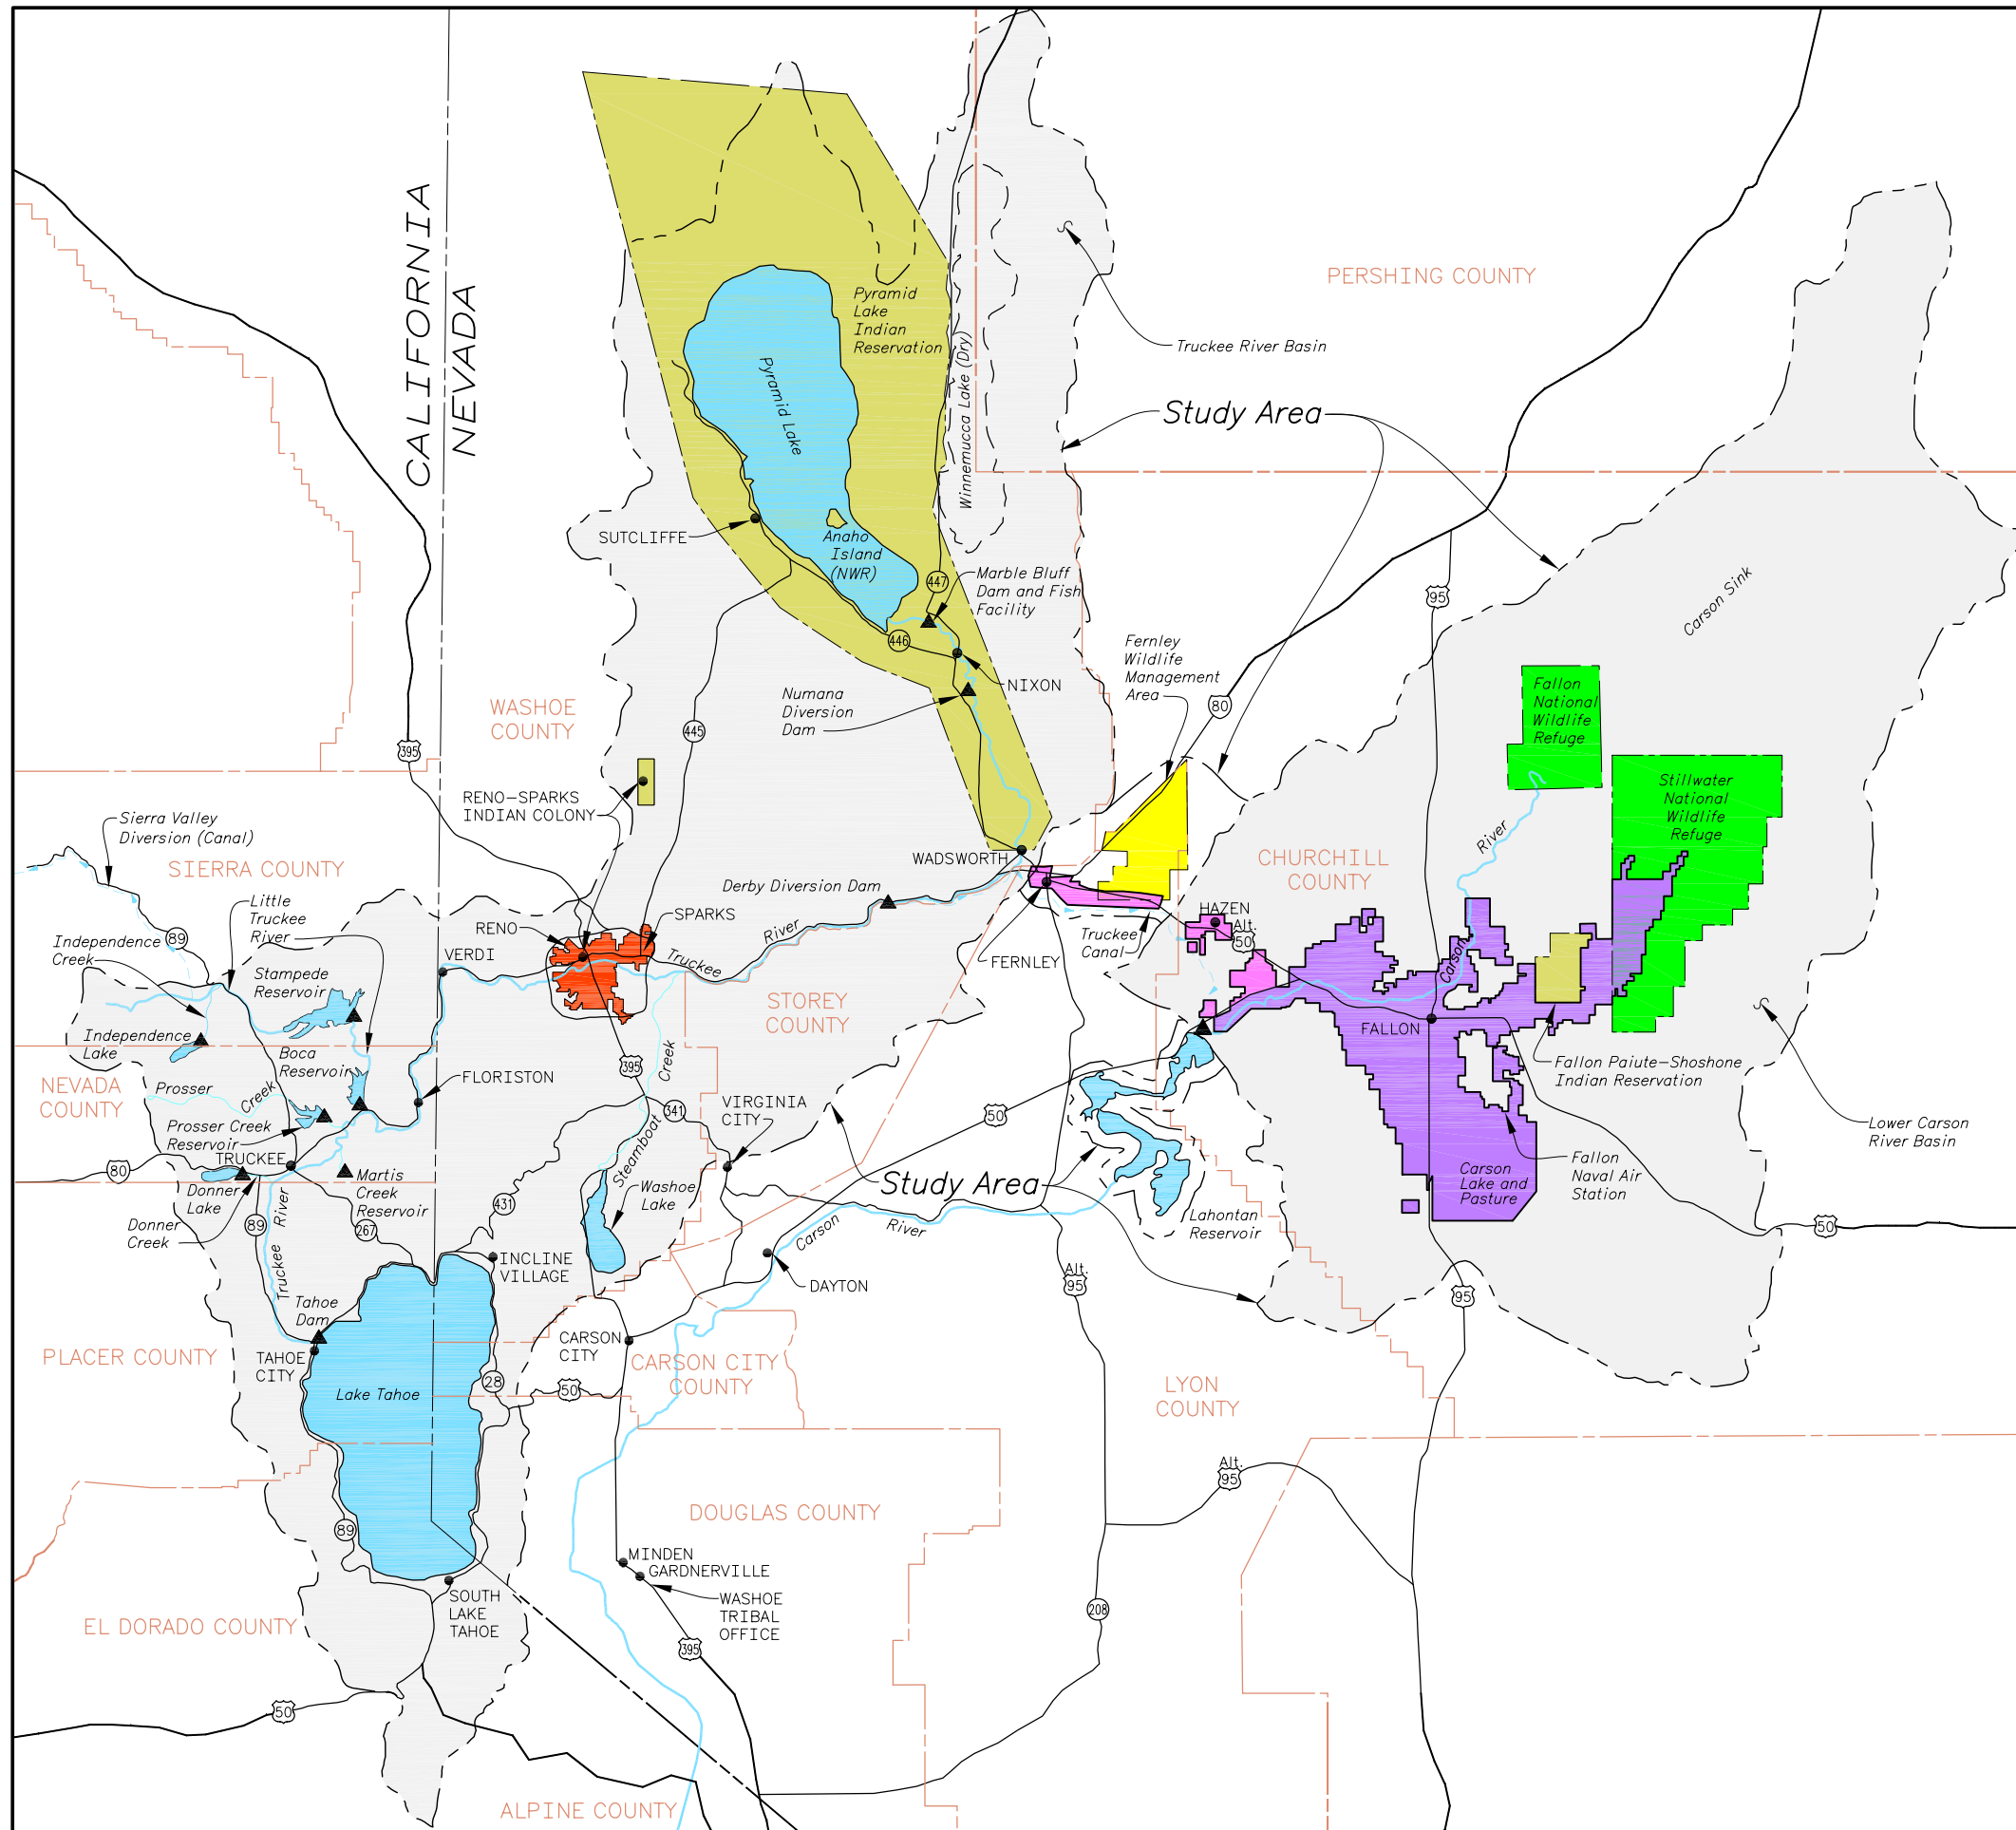 CALIFORNIA
NEVADA
PERSHING COUNTY
Pyramid
Lake
Indian
Reservation
Truckee River Basin
Winnemucca Lake (Dry)
Pyramid Lake
Study Area
SUTCLIFFE
Anaho
Island
(NWR)
447
Marble Bluff
Dam and Fish
Facility
95
Carson Sink
446
Fernley
Wildlife
Management
Area
NIXON
Numana
Diversion
Dam
80
Fallon
National
Wildlife
Refuge
WASHOE
COUNTY
445
395
Stillwater
National
Wildlife
Refuge
RENO-SPARKS
INDIAN COLONY
Sierra Valley
Diversion (Canal)
SIERRA COUNTY
River
WADSWORTH
CHURCHILL
COUNTY
Derby Diversion Dam
Little
Truckee
River
SPARKS
HAZEN
Alt.
50
Independence
Creek
89
RENO
VERDI
Truckee
River
Truckee
Canal
FERNLEY
Carson
Stampede
Reservoir
STOREY
COUNTY
FALLON
Independence
Lake
Boca
Reservoir
Creek
395
Fallon Paiute-Shoshone
Indian Reservation
NEVADA
COUNTY
Prosser
Creek
FLORISTON
VIRGINIA
CITY
341
50
Prosser Creek
Reservoir
Lower Carson
River Basin
TRUCKEE
80
Steamboat
Martis
Creek
Reservoir
Donner
Lake
Washoe
Lake
Study Area
Carson
Lake and
Pasture
Fallon
Naval Air
Station
Donner
Creek
89
River
267
431
Carson
River
Lahontan
Reservoir
50
Truckee
INCLINE
VILLAGE
DAYTON
Alt.
95
95
Tahoe
Dam
PLACER COUNTY
TAHOE
CITY
CARSON
CITY
CARSON CITY
COUNTY
28
50
Lake Tahoe
LYON
COUNTY
Alt.
95
DOUGLAS COUNTY
89
MINDEN
GARDNERVILLE
WASHOE
TRIBAL
OFFICE
SOUTH
LAKE
TAHOE
208
EL DORADO COUNTY
395
50
ALPINE COUNTY